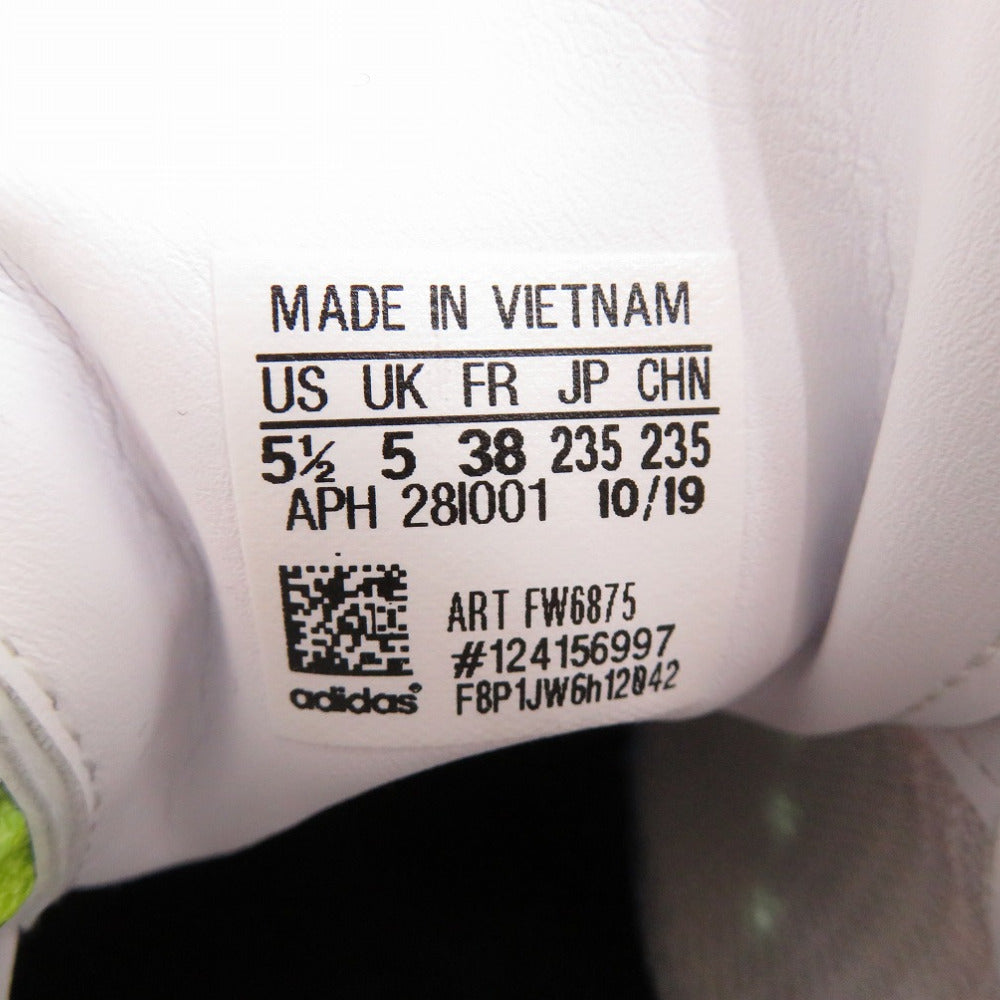 MADE IN VIETNAM
US UK FR JP CHN
5½ 5 38 235 235
APH 28I001 10/19
ART FW6875
#124156997
F8P1JW6h12042
adidas